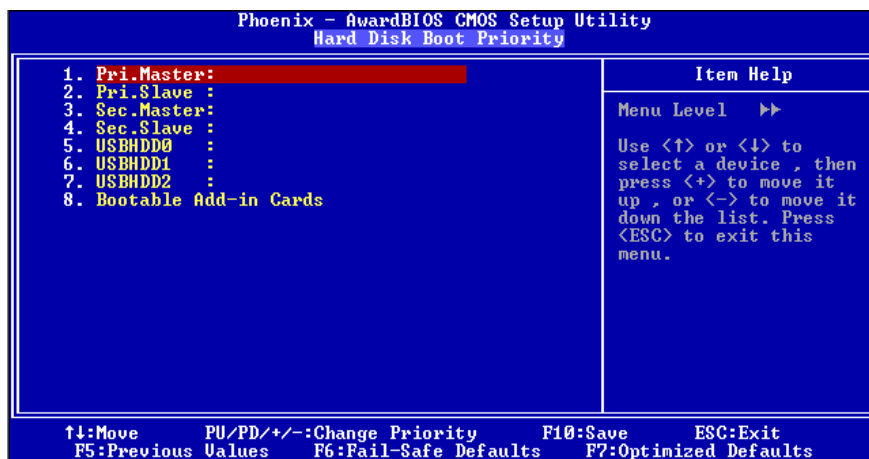 Phoenix - AwardBIOS CMOS Setup Utility
Hard Disk Boot Priority
1. Pri.Master:
2. Pri.Slave :
3. Sec.Master:
4. Sec.Slave :
5. USBHDD0 :
6. USBHDD1 :
7. USBHDD2 :
8. Bootable Add-in Cards
Item Help
Menu Level ►►
Use <↑> or <↓> to
select a device , then
press <+> to move it
up , or <-> to move it
down the list. Press
<ESC> to exit this
menu.
↑↓:Move PU/PD/+/-:Change Priority F10:Save ESC:Exit
F5:Previous Values F6:Fail-Safe Defaults F7:Optimized Defaults